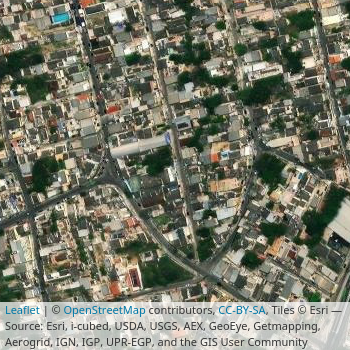 Leaflet | © OpenStreetMap contributors, CC-BY-SA, Tiles © Esri —
Source: Esri, i-cubed, USDA, USGS, AEX, GeoEye, Getmapping,
Aerogrid, IGN, IGP, UPR-EGP, and the GIS User Community